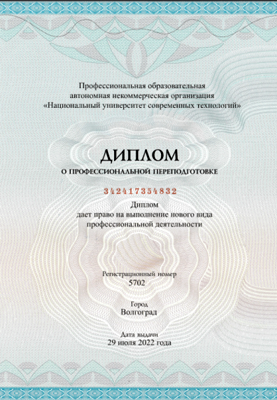 Профессиональная образовательная
автономная некоммерческая организация
«Национальный университет современных технологий»
ДИПЛОМ
О ПРОФЕССИОНАЛЬНОЙ ПЕРЕПОДГОТОВКЕ
342417354832
Диплом
дает право на выполнение нового вида
профессиональной деятельности
Регистрационный номер
5702
Город
Волгоград
Дата выдачи
29 июля 2022 года